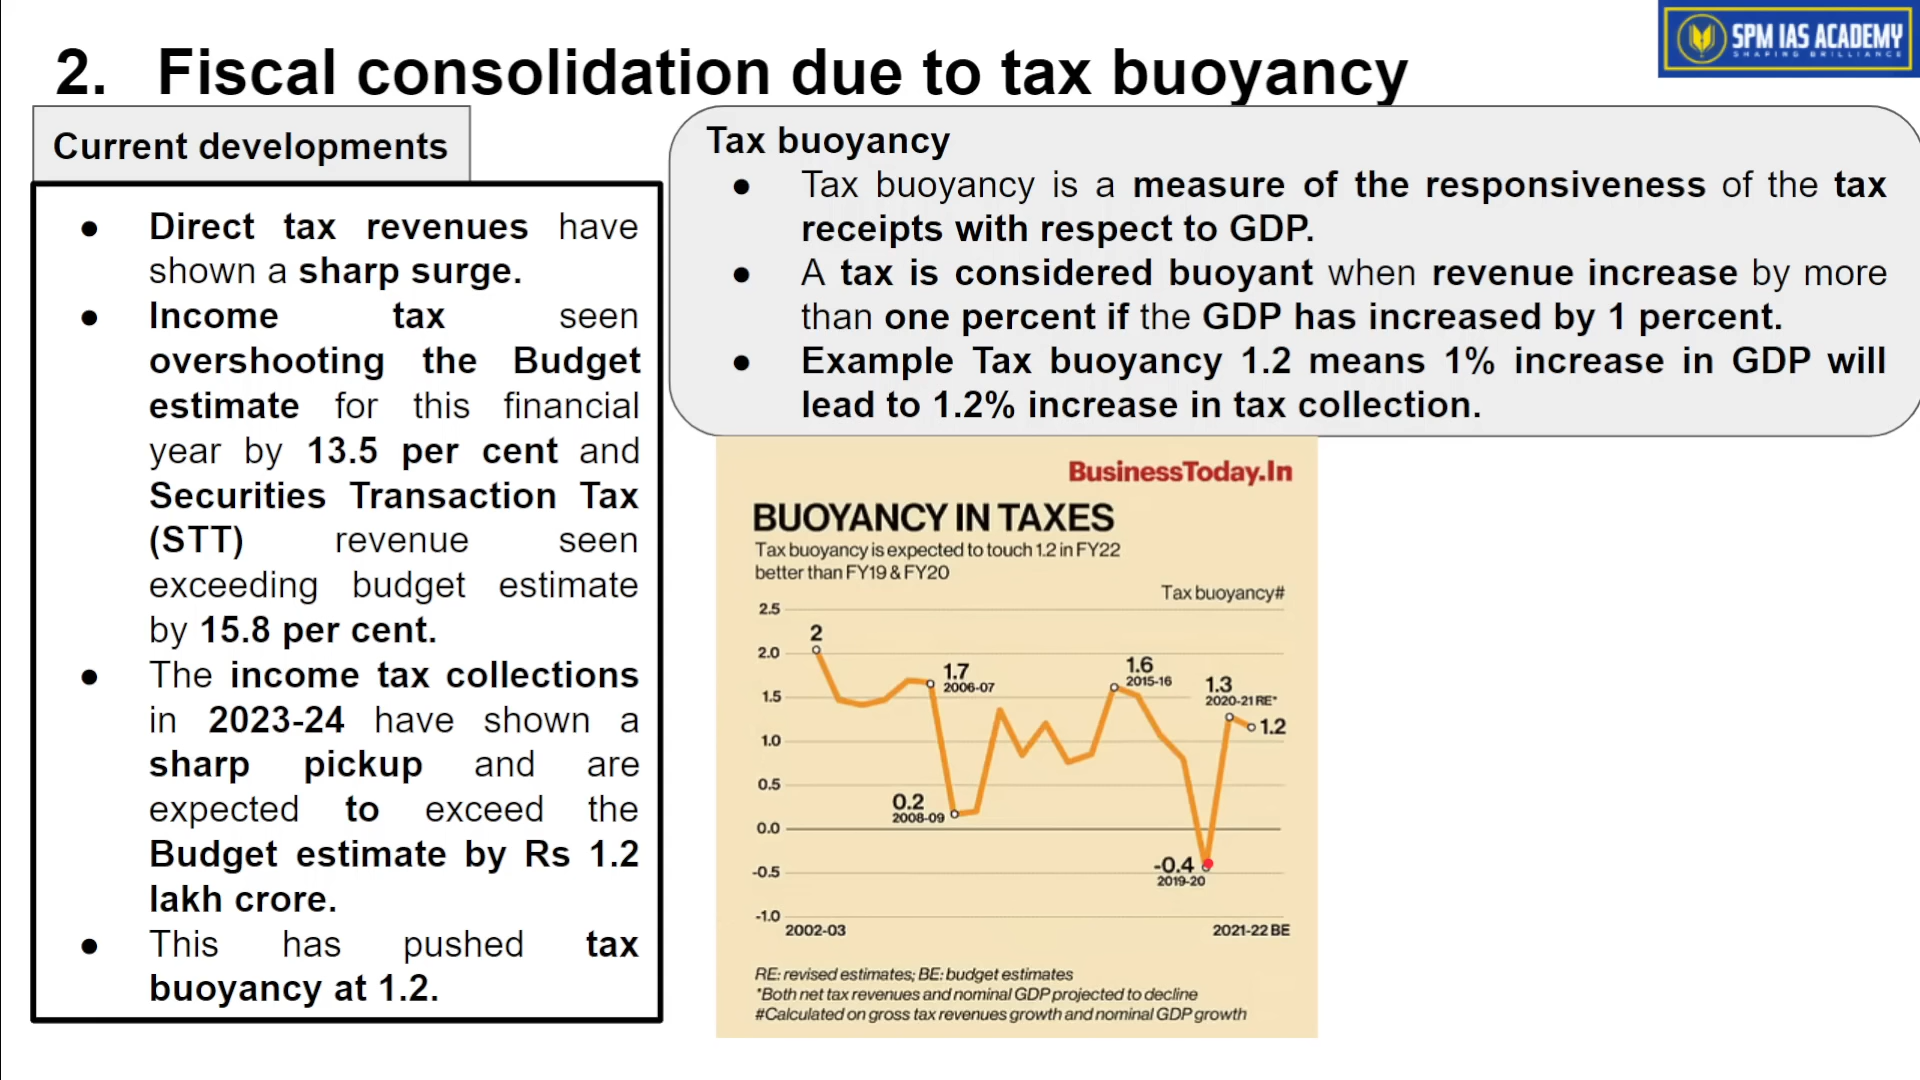 SPM IAS ACADEMY
SHAPING BRILLIANCE
2. Fiscal consolidation due to tax buoyancy
Current developments
● Direct tax revenues have
shown a sharp surge.
● Income tax seen
overshooting the Budget
estimate for this financial
year by 13.5 per cent and
Securities Transaction Tax
(STT) revenue seen
exceeding budget estimate
by 15.8 per cent.
● The income tax collections
in 2023-24 have shown a
sharp pickup and are
expected to exceed the
Budget estimate by Rs 1.2
lakh crore.
● This has pushed tax
buoyancy at 1.2.
Tax buoyancy
● Tax buoyancy is a measure of the responsiveness of the tax
receipts with respect to GDP.
● A tax is considered buoyant when revenue increase by more
than one percent if the GDP has increased by 1 percent.
● Example Tax buoyancy 1.2 means 1% increase in GDP will
lead to 1.2% increase in tax collection.
BusinessToday.In
BUOYANCY IN TAXES
Tax buoyancy is expected to touch 1.2 in FY22
better than FY19 & FY20
Tax buoyancy#
2.5
2
2.0
1.7
2006-07
1.6
2015-16
1.5
1.3
2020-21 RE*
1.2
1.0
0.5
0.2
2008-09
0.0
-0.4
2019-20
-0.5
-1.0
2002-03
2021-22 BE
RE: revised estimates; BE: budget estimates
*Both net tax revenues and nominal GDP projected to decline
#Calculated on gross tax revenues growth and nominal GDP growth